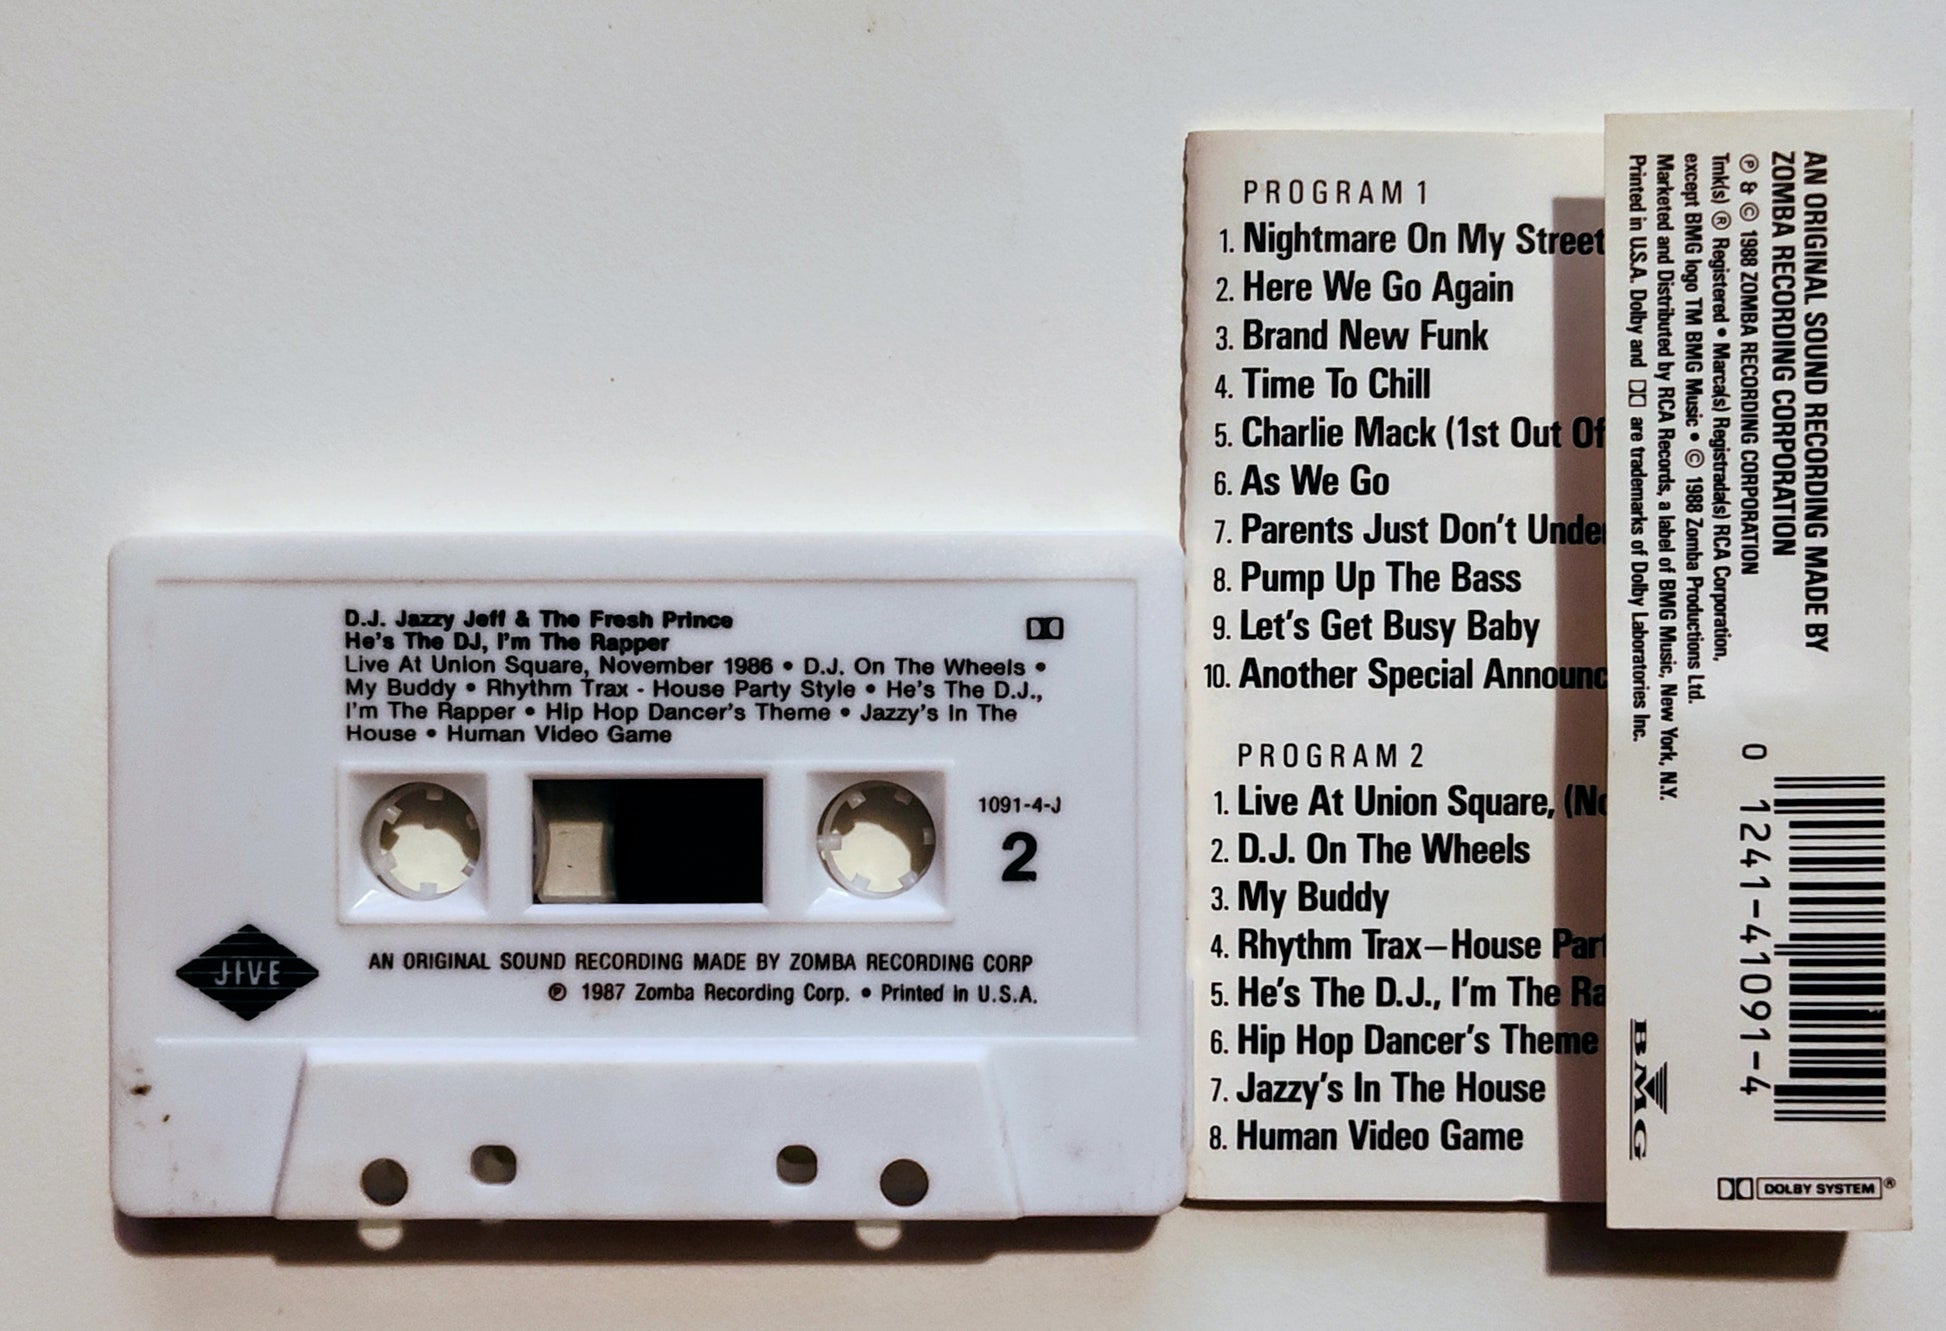 D.J. Jazzy Jeff & The Fresh Prince
He's The DJ, I'm The Rapper
Live At Union Square, November 1986 • D.J. On The Wheels •
My Buddy • Rhythm Trax - House Party Style • He's The D.J.,
I'm The Rapper • Hip Hop Dancer's Theme • Jazzy's In The
House • Human Video Game
1091-4-J
2
JIVE
AN ORIGINAL SOUND RECORDING MADE BY ZOMBA RECORDING CORP
℗ 1987 Zomba Recording Corp. • Printed In U.S.A.
PROGRAM 1
1. Nightmare On My Street
2. Here We Go Again
3. Brand New Funk
4. Time To Chill
5. Charlie Mack (1st Out Of
6. As We Go
7. Parents Just Don't Under
8. Pump Up The Bass
9. Let's Get Busy Baby
10. Another Special Announc
PROGRAM 2
1. Live At Union Square, (No
2. D.J. On The Wheels
3. My Buddy
4. Rhythm Trax—House Part
5. He's The D.J., I'm The Ra
6. Hip Hop Dancer's Theme
7. Jazzy's In The House
8. Human Video Game
AN ORIGINAL SOUND RECORDING MADE BY
ZOMBA RECORDING CORPORATION
℗ & © 1988 ZOMBA RECORDING CORPORATION
Tmk(s) ® Registered • Marca(s) Registrada(s) RCA Corporation,
except BMG logo TM BMG Music • © 1988 Zomba Productions Ltd.
Marketed and Distributed by RCA Records, a label of BMG Music, New York, N.Y.
Printed in U.S.A. Dolby and are trademarks of Dolby Laboratories Inc.
0 1241-41091-4
BMG
DOLBY SYSTEM ®